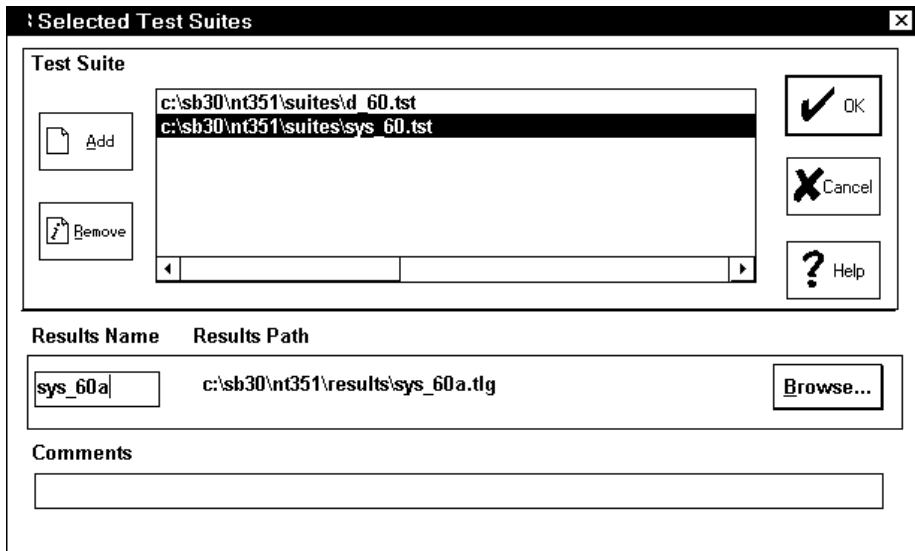 Selected Test Suites
Test Suite
c:\sb30\nt351\suites\d_60.tst
c:\sb30\nt351\suites\sys_60.tst
Add
Remove
OK
Cancel
Help
Results Name Results Path
sys_60a c:\sb30\nt351\results\sys_60a.tlg
Browse...
Comments